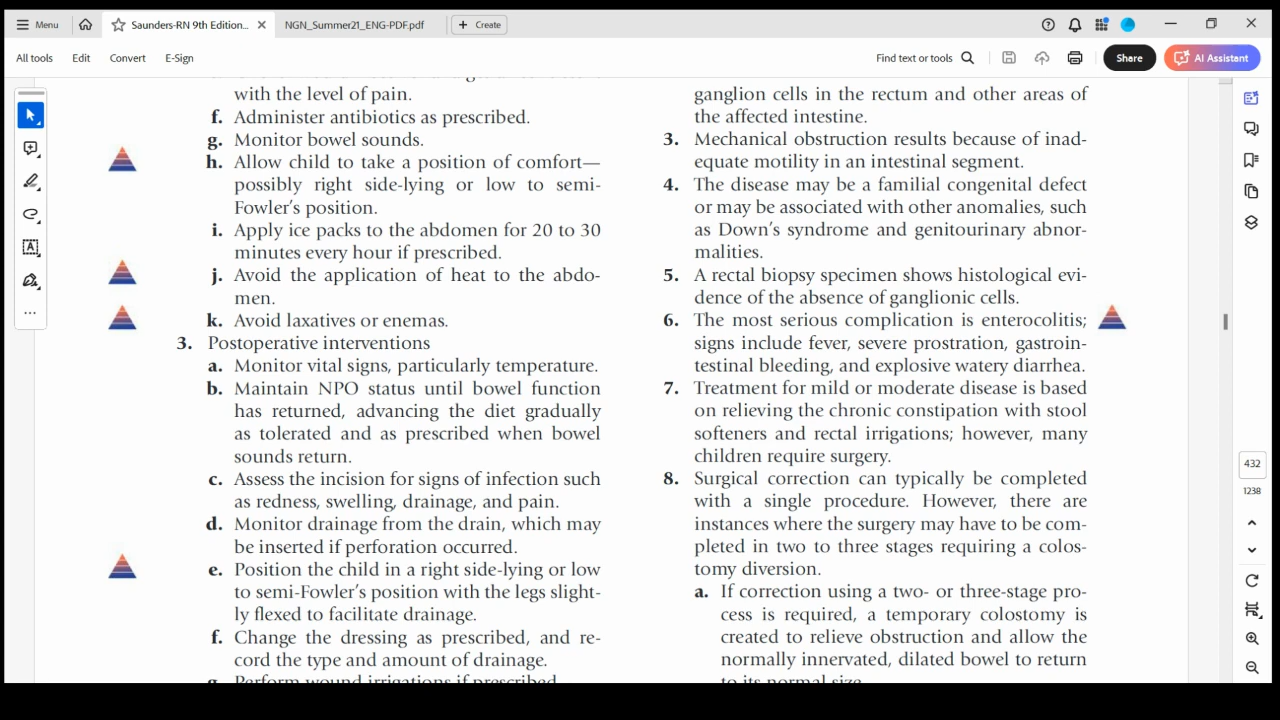 Menu
Saunders-RN 9th Edition...
NGN_Summer21_ENG-PDF.pdf
Create
All tools
Edit
Convert
E-Sign
Find text or tools
Share
AI Assistant
with the level of pain.
f. Administer antibiotics as prescribed.
g. Monitor bowel sounds.
h. Allow child to take a position of comfort—
possibly right side-lying or low to semi-
Fowler's position.
i. Apply ice packs to the abdomen for 20 to 30
minutes every hour if prescribed.
j. Avoid the application of heat to the abdo-
men.
k. Avoid laxatives or enemas.
3. Postoperative interventions
a. Monitor vital signs, particularly temperature.
b. Maintain NPO status until bowel function
has returned, advancing the diet gradually
as tolerated and as prescribed when bowel
sounds return.
c. Assess the incision for signs of infection such
as redness, swelling, drainage, and pain.
d. Monitor drainage from the drain, which may
be inserted if perforation occurred.
e. Position the child in a right side-lying or low
to semi-Fowler's position with the legs slight-
ly flexed to facilitate drainage.
f. Change the dressing as prescribed, and re-
cord the type and amount of drainage.
g. Perform wound irrigations if prescribed
ganglion cells in the rectum and other areas of
the affected intestine.
3. Mechanical obstruction results because of inad-
equate motility in an intestinal segment.
4. The disease may be a familial congenital defect
or may be associated with other anomalies, such
as Down's syndrome and genitourinary abnor-
malities.
5. A rectal biopsy specimen shows histological evi-
dence of the absence of ganglionic cells.
6. The most serious complication is enterocolitis;
signs include fever, severe prostration, gastroin-
testinal bleeding, and explosive watery diarrhea.
7. Treatment for mild or moderate disease is based
on relieving the chronic constipation with stool
softeners and rectal irrigations; however, many
children require surgery.
8. Surgical correction can typically be completed
with a single procedure. However, there are
instances where the surgery may have to be com-
pleted in two to three stages requiring a colos-
tomy diversion.
a. If correction using a two- or three-stage pro-
cess is required, a temporary colostomy is
created to relieve obstruction and allow the
normally innervated, dilated bowel to return
to its normal size.
432
1238